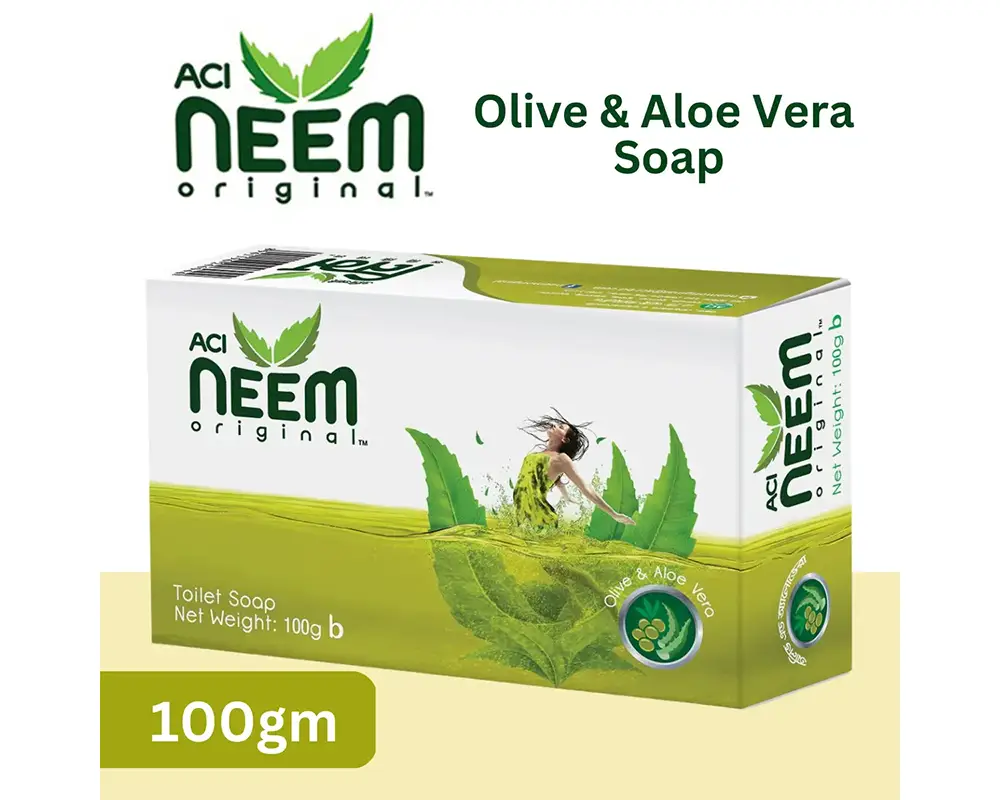 ACI
NEEM
original™
Olive & Aloe Vera
Soap
ACI
NEEM
original™
Toilet Soap
Net Weight: 100g b
Olive & Aloe Vera
ACI
NEEM
original™
Net Weight: 100g b
100gm